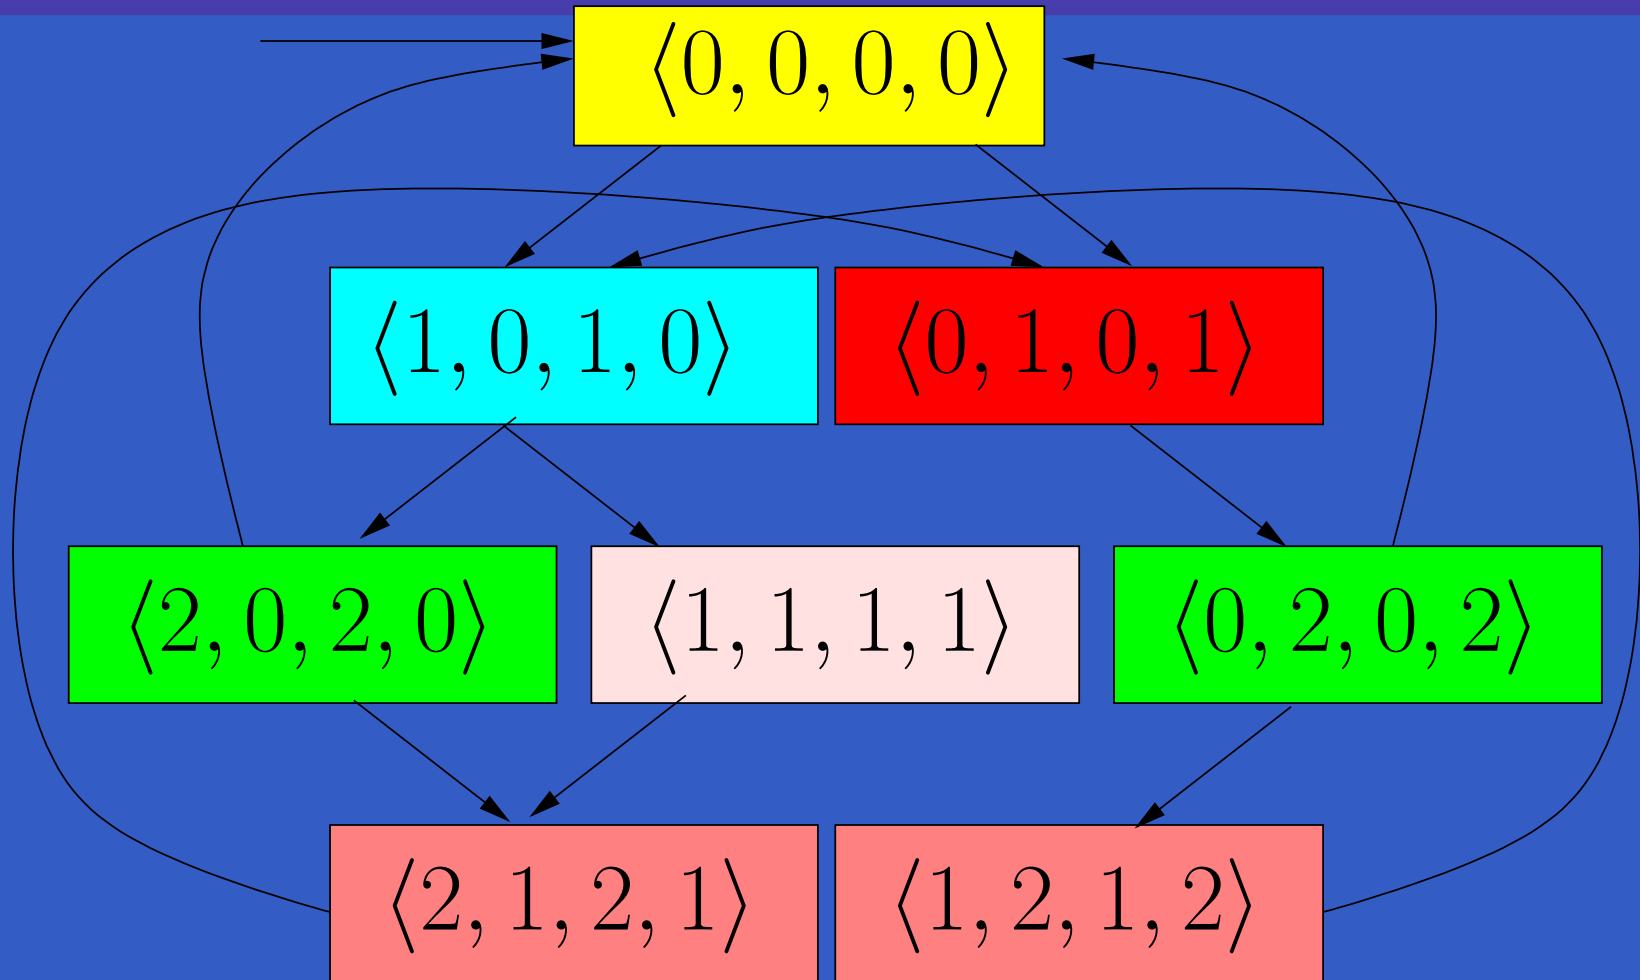 ⟨0, 0, 0, 0⟩
⟨1, 0, 1, 0⟩
⟨0, 1, 0, 1⟩
⟨2, 0, 2, 0⟩
⟨1, 1, 1, 1⟩
⟨0, 2, 0, 2⟩
⟨2, 1, 2, 1⟩
⟨1, 2, 1, 2⟩